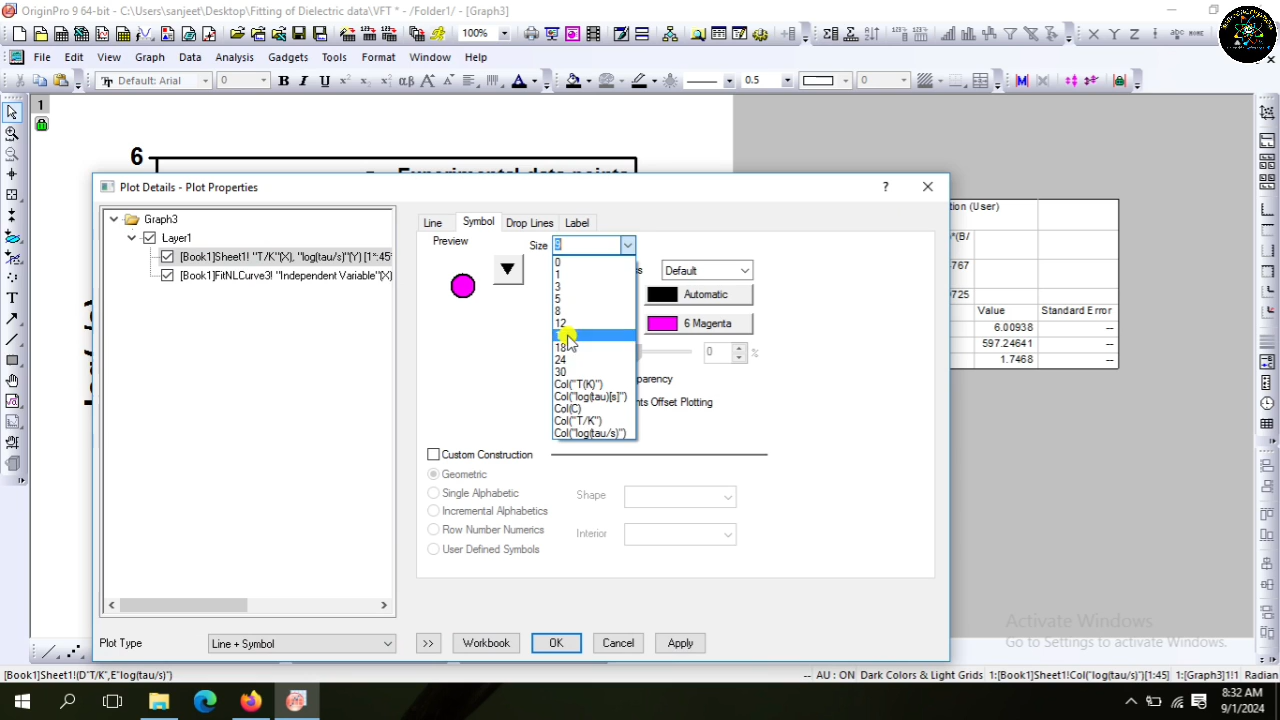 OriginPro 9 64-bit - C:\Users\sanjeet\Desktop\Fitting of Dielectric data\VFT * - /Folder1/ - [Graph3]
100%
File Edit View Graph Data Analysis Gadgets Tools Format Window Help
Default: Arial 0 B I U 0.5 0
1
6
Experimental data points
Plot Details - Plot Properties
Graph3
Layer1
[Book1]Sheet1! "T/K"(X), "log(tau/s)"(Y) [1*:45*
[Book1]FitNLCurve3! "Independent Variable"(X)
Line Symbol Drop Lines Label
Preview
Size 9
0
1
3
5
8
12
18
24
30
Col("T(K)")
Col("log(tau)[s]")
Col(C)
Col("T/K")
Col("log(tau/s)")
Default
Automatic
6 Magenta
0 %
Custom Construction
Geometric
Single Alphabetic
Incremental Alphabetics
Row Number Numerics
User Defined Symbols
Shape
Interior
Plot Type Line + Symbol >> Workbook OK Cancel Apply
(User)
Value Standard Error
6.00938 --
597.24641 --
1.7468 --
Activate Windows
Go to Settings to activate Windows.
[Book1]Sheet1!(D"T/K",E"log(tau/s)") -- AU : ON Dark Colors & Light Grids 1:[Book1]Sheet1!Col("log(tau/s)")[1:45] 1:[Graph3]1!1 Radian
8:32 AM
9/1/2024